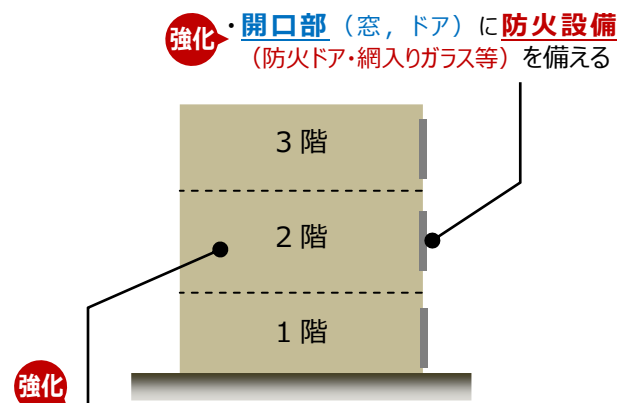 強化 ・開口部（窓，ドア）に防火設備
（防火ドア・網入りガラス等）を備える
3階
2階
1階
強化